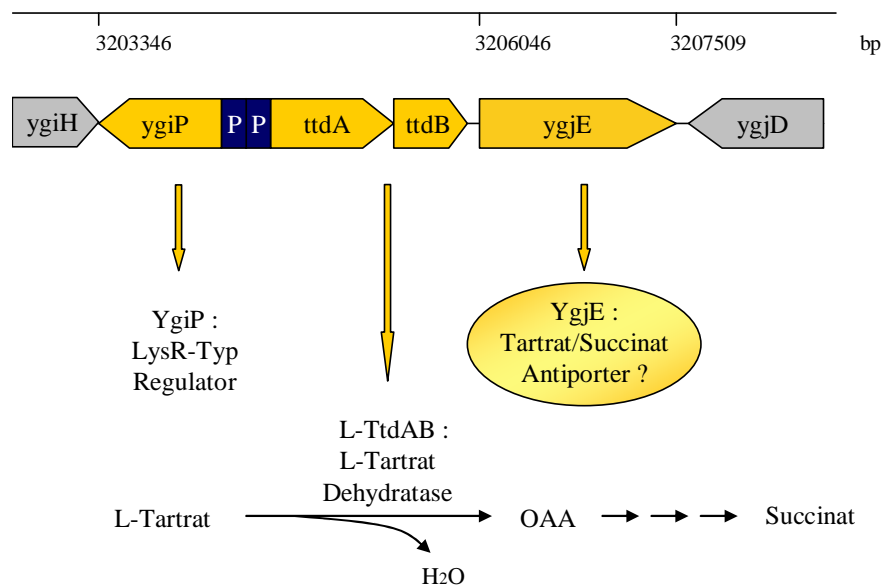 3203346 3206046 3207509 bp
ygiH ygiP P P ttdA ttdB ygjE ygjD
YgiP :
LysR-Typ
Regulator
YgjE :
Tartrat/Succinat
Antiporter ?
L-TtdAB :
L-Tartrat
Dehydratase
L-Tartrat OAA Succinat
H2O